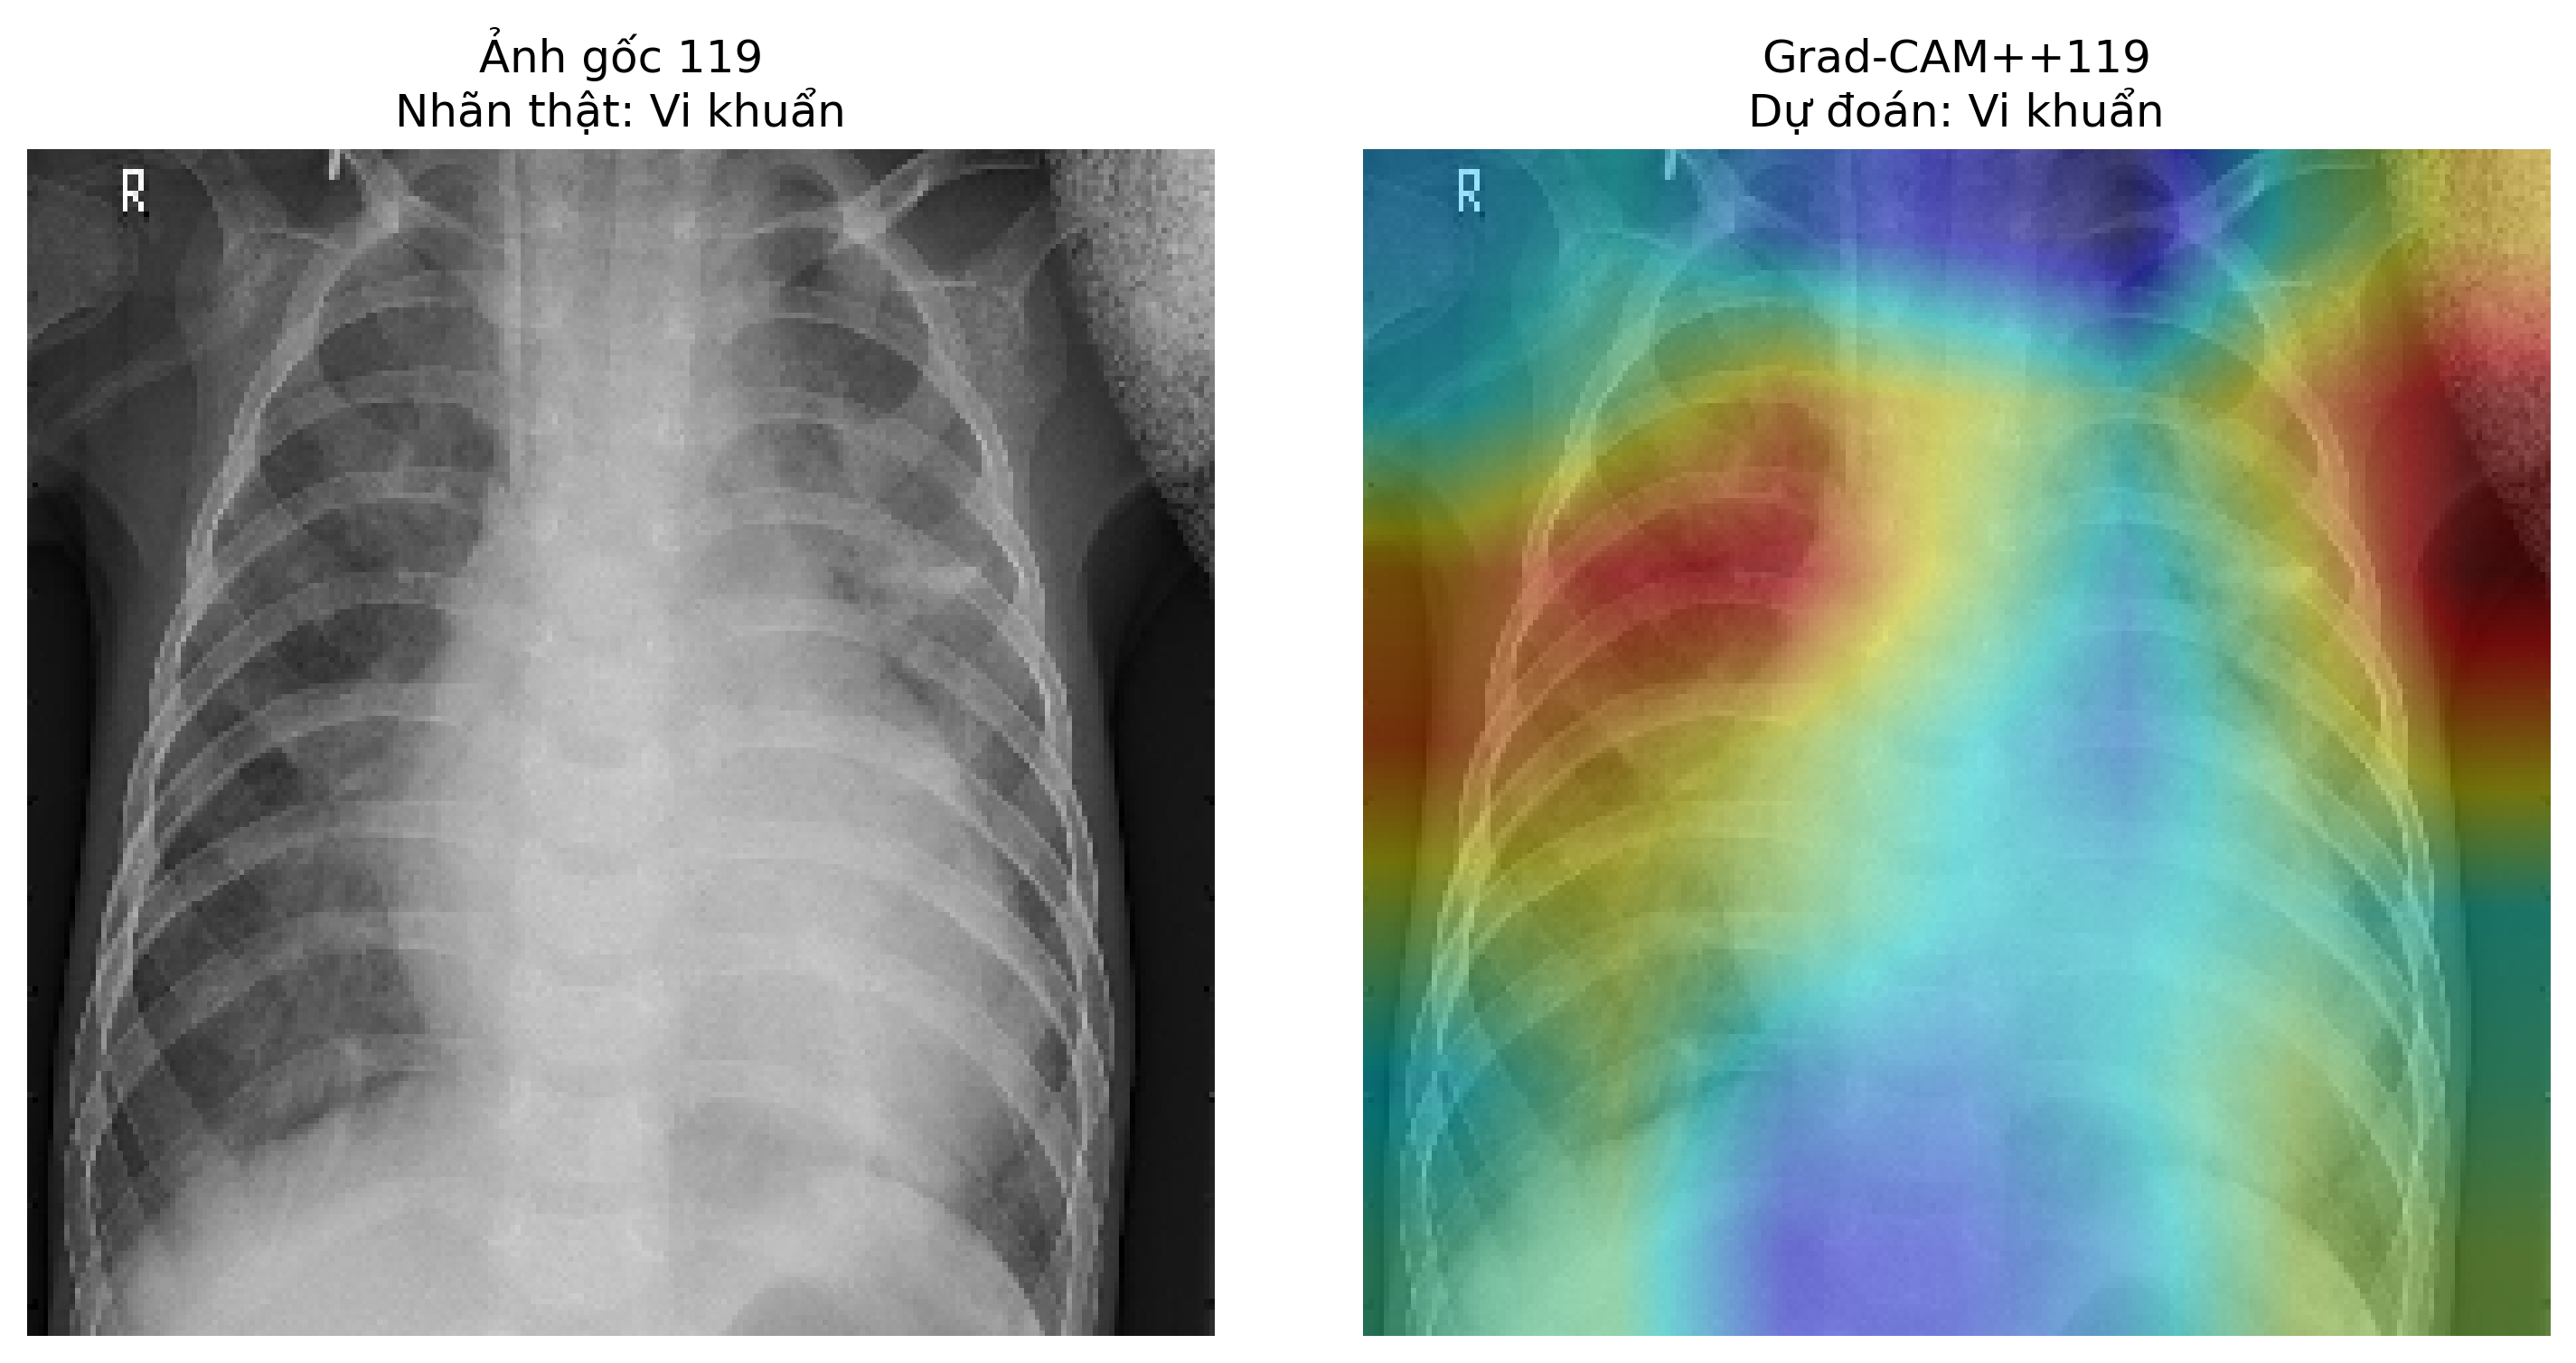 Ảnh gốc 119
Nhãn thật: Vi khuẩn
R
Grad-CAM++119
Dự đoán: Vi khuẩn
R